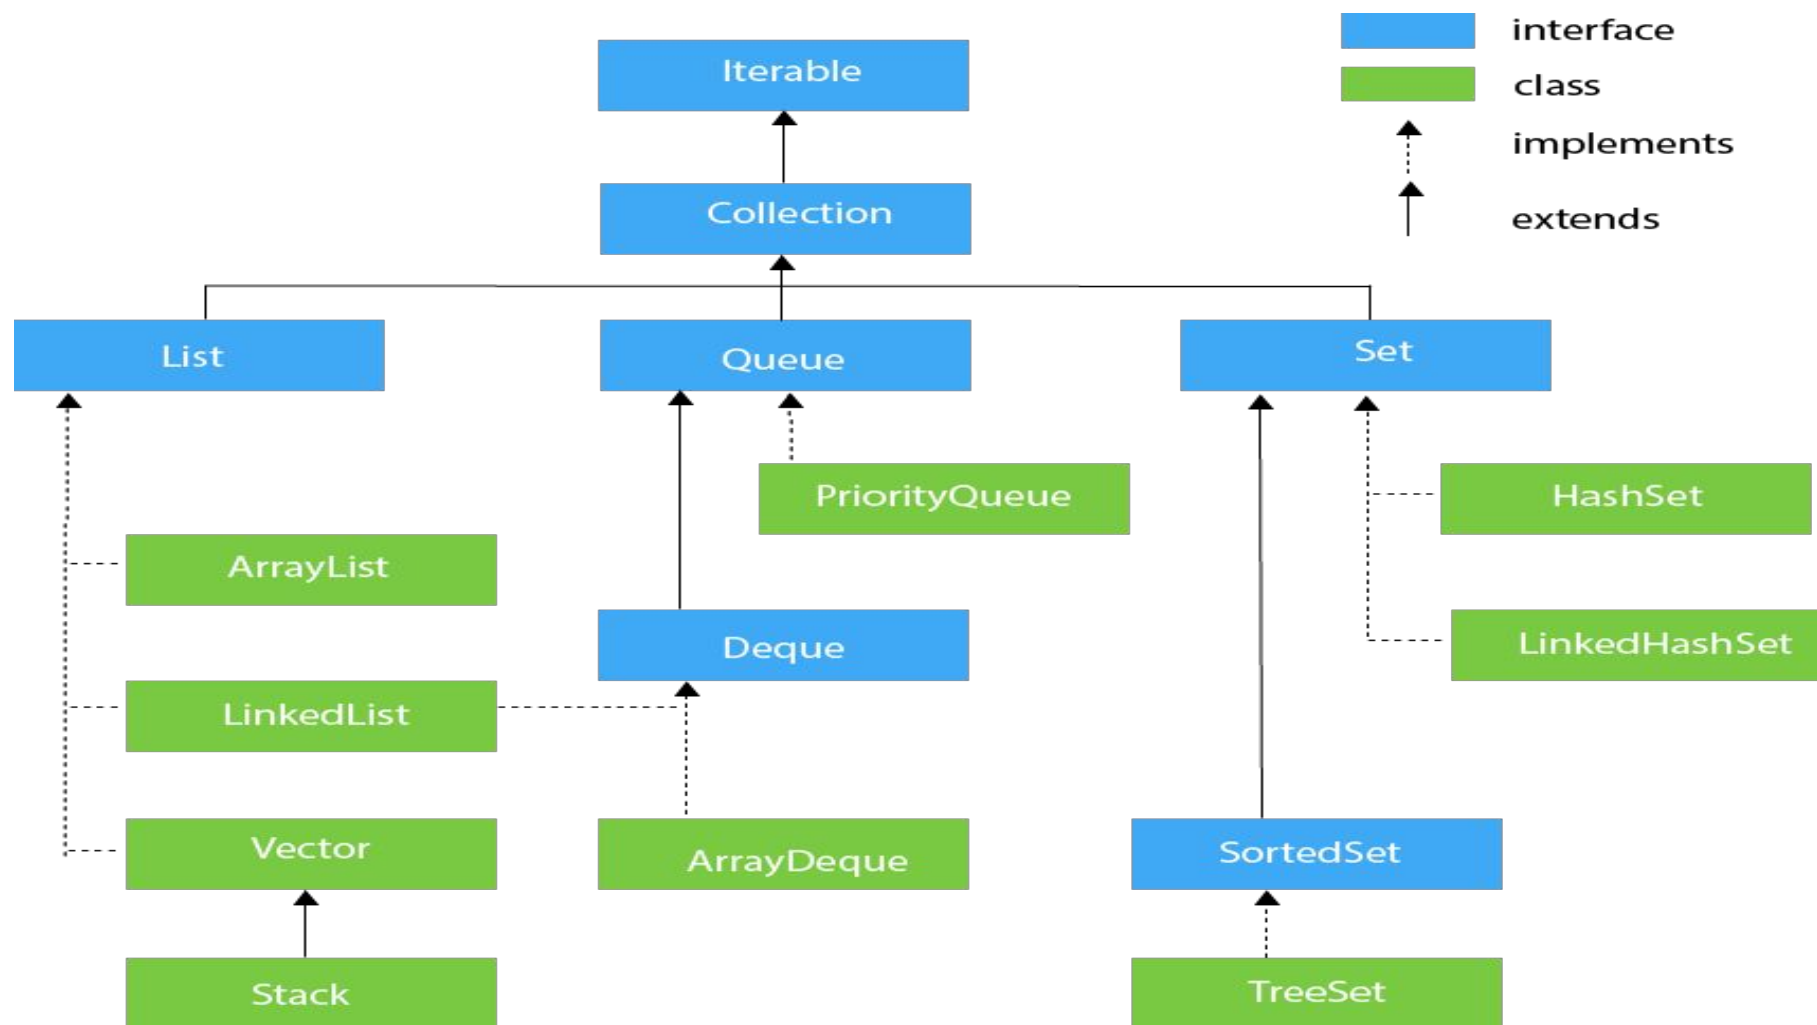 interface
Iterable
class
implements
Collection
extends
List
Queue
Set
PriorityQueue
HashSet
ArrayList
Deque
LinkedHashSet
LinkedList
Vector
ArrayDeque
SortedSet
Stack
TreeSet